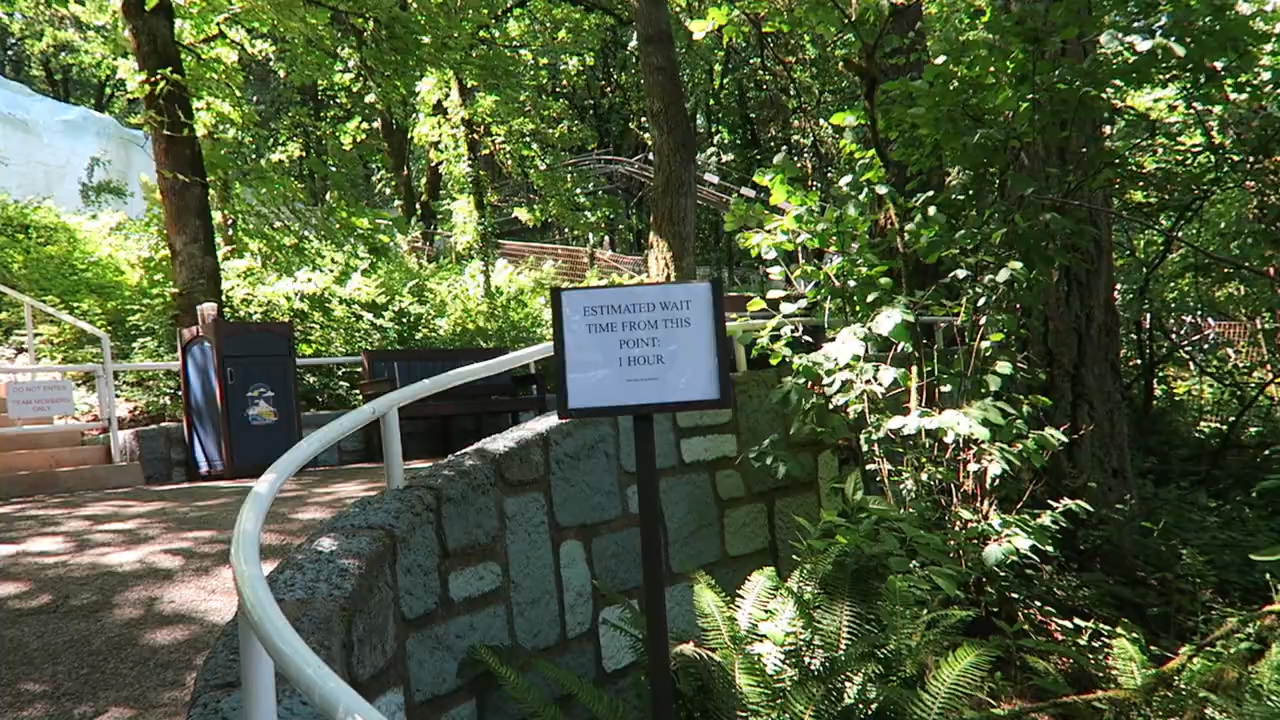 ESTIMATED WAIT
TIME FROM THIS
POINT:
1 HOUR
DO NOT ENTER
TEAM MEMBERS
ONLY